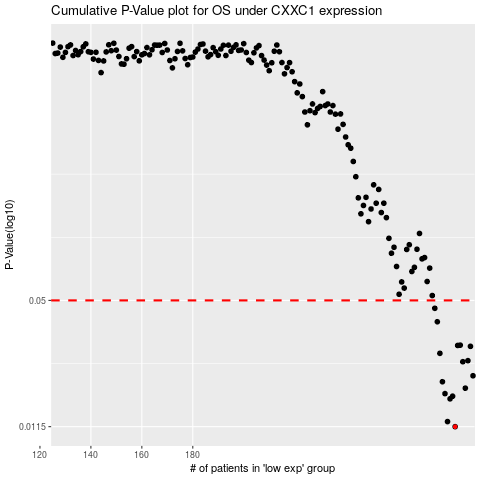 Cumulative P-Value plot for OS under CXXC1 expression
P-Value(log10)
0.05
0.0115
120 140 160 180
# of patients in 'low exp' group